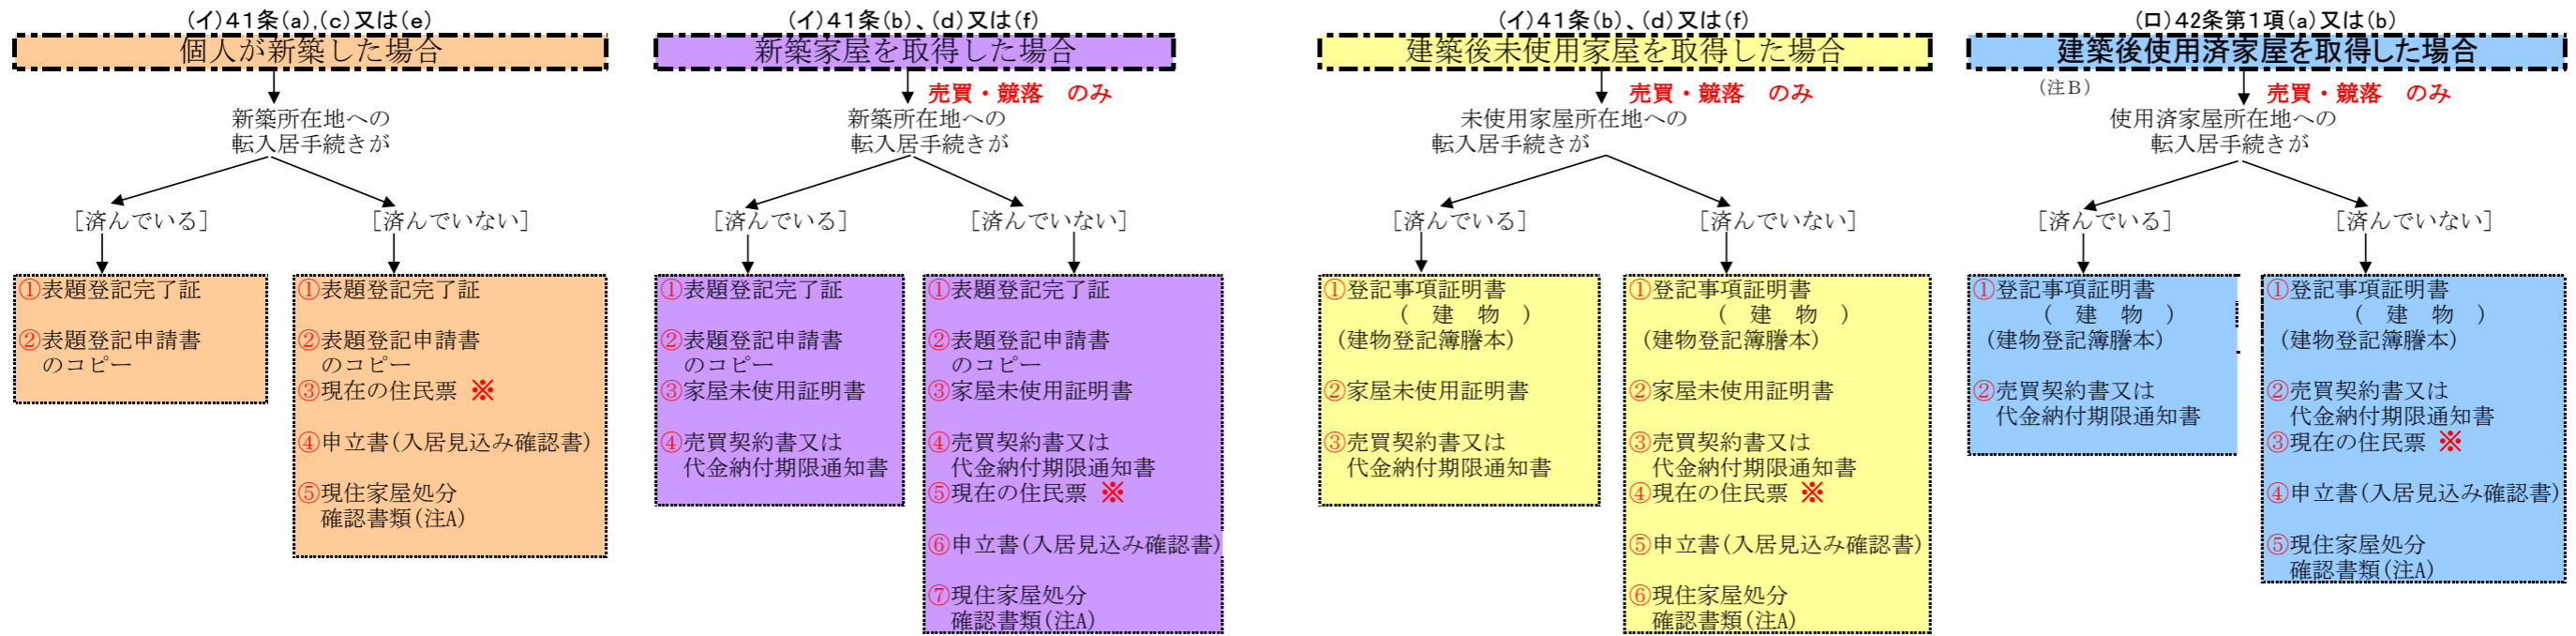 (イ)41条(a),(c)又は(e)
個人が新築した場合
新築所在地への
転入居手続きが
[済んでいる]
[済んでいない]
①表題登記完了証
②表題登記申請書
のコピー
①表題登記完了証
②表題登記申請書
のコピー
③現在の住民票 ※
④申立書(入居見込み確認書)
⑤現住家屋処分
確認書類(注A)
(イ)41条(b)、(d)又は(f)
新築家屋を取得した場合
売買・競落 のみ
新築所在地への
転入居手続きが
[済んでいる]
[済んでいない]
①表題登記完了証
②表題登記申請書
のコピー
③家屋未使用証明書
④売買契約書又は
代金納付期限通知書
①表題登記完了証
②表題登記申請書
のコピー
③家屋未使用証明書
④売買契約書又は
代金納付期限通知書
⑤現在の住民票 ※
⑥申立書(入居見込み確認書)
⑦現住家屋処分
確認書類(注A)
(イ)41条(b)、(d)又は(f)
建築後未使用家屋を取得した場合
売買・競落 のみ
未使用家屋所在地への
転入居手続きが
[済んでいる]
[済んでいない]
①登記事項証明書
( 建 物 )
(建物登記簿謄本)
②家屋未使用証明書
③売買契約書又は
代金納付期限通知書
①登記事項証明書
( 建 物 )
(建物登記簿謄本)
②家屋未使用証明書
③売買契約書又は
代金納付期限通知書
④現在の住民票 ※
⑤申立書(入居見込み確認書)
⑥現住家屋処分
確認書類(注A)
(ロ)42条第1項(a)又は(b)
建築後使用済家屋を取得した場合
(注B)
売買・競落 のみ
使用済家屋所在地への
転入居手続きが
[済んでいる]
[済んでいない]
①登記事項証明書
( 建 物 )
(建物登記簿謄本)
②売買契約書又は
代金納付期限通知書
①登記事項証明書
( 建 物 )
(建物登記簿謄本)
②売買契約書又は
代金納付期限通知書
③現在の住民票 ※
④申立書(入居見込み確認書)
⑤現住家屋処分
確認書類(注A)